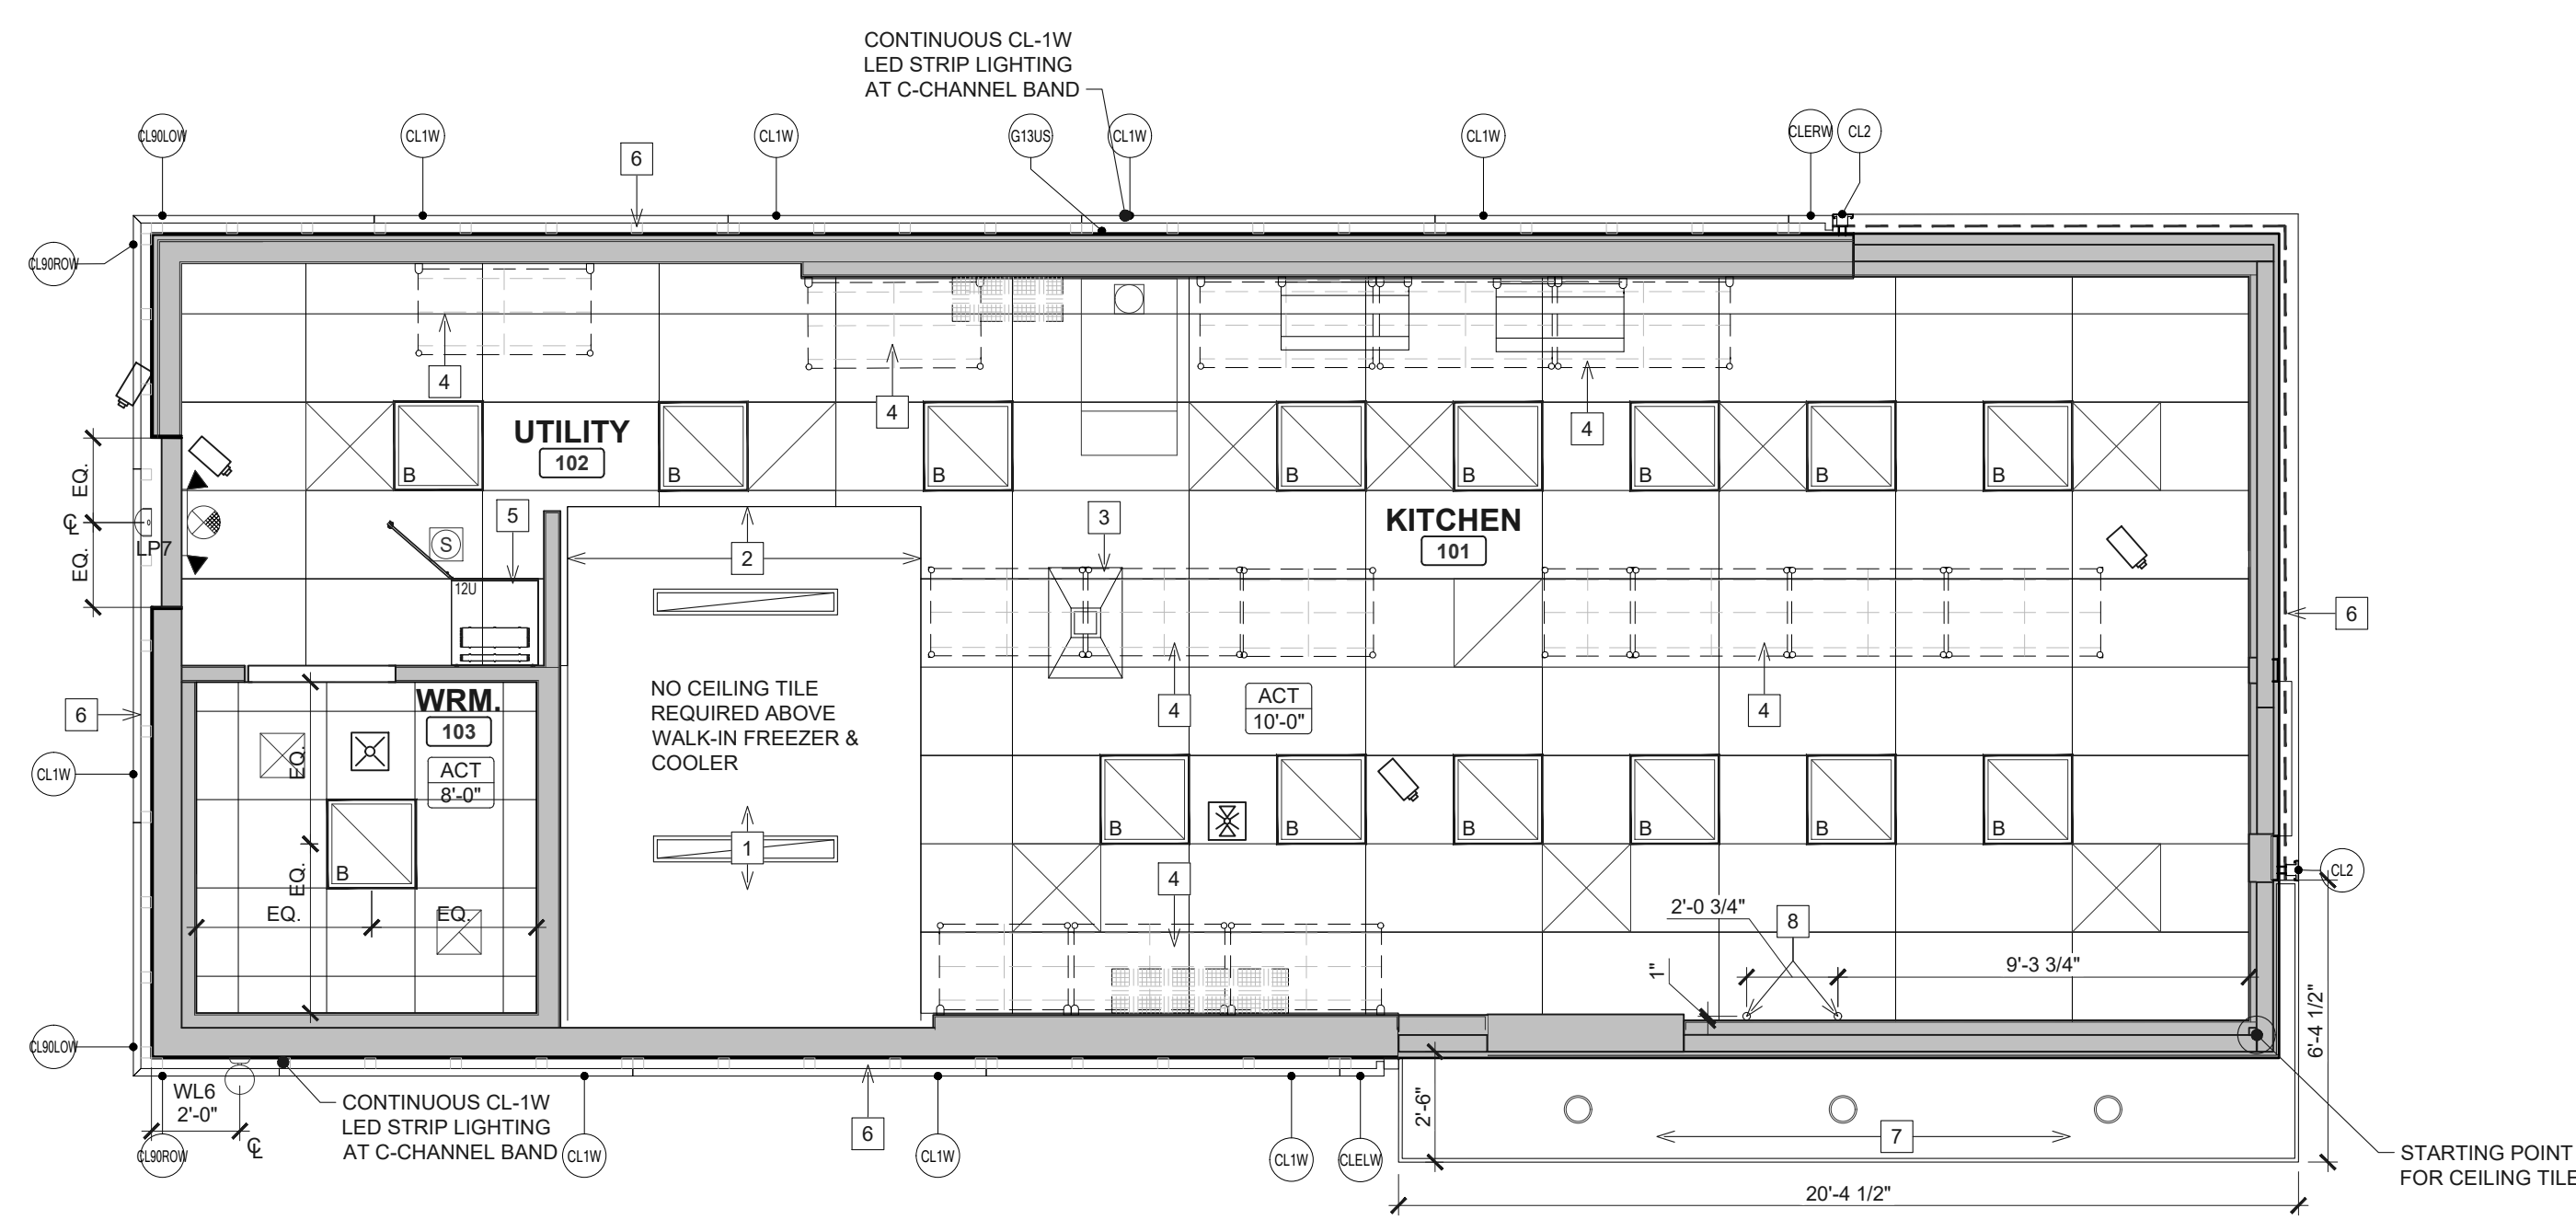 CONTINUOUS CL-1W
LED STRIP LIGHTING
AT C-CHANNEL BAND
CL90LOW
CL1W
CL1W
G13US
CL1W
CL1W
CLERW
CL2
6
CL90ROW
4
4
4
UTILITY
102
B
B
B
B
B
B
B
B
EQ.
EQ.
LP7
S
5
12U
2
3
KITCHEN
101
6
6
WRM.
103
ACT
8'-0"
EQ.
EQ.
EQ.
EQ.
B
NO CEILING TILE
REQUIRED ABOVE
WALK-IN FREEZER &
COOLER
1
4
ACT
10'-0"
4
CL1W
B
B
B
B
B
B
4
CL2
2'-0 3/4"
8
1"
9'-3 3/4"
6'-4 1/2"
CL90LOW
WL6
2'-0"
CL90ROW
CONTINUOUS CL-1W
LED STRIP LIGHTING
AT C-CHANNEL BAND
CL1W
6
CL1W
CL1W
CLELW
2'-6"
7
20'-4 1/2"
STARTING POINT
FOR CEILING TILE